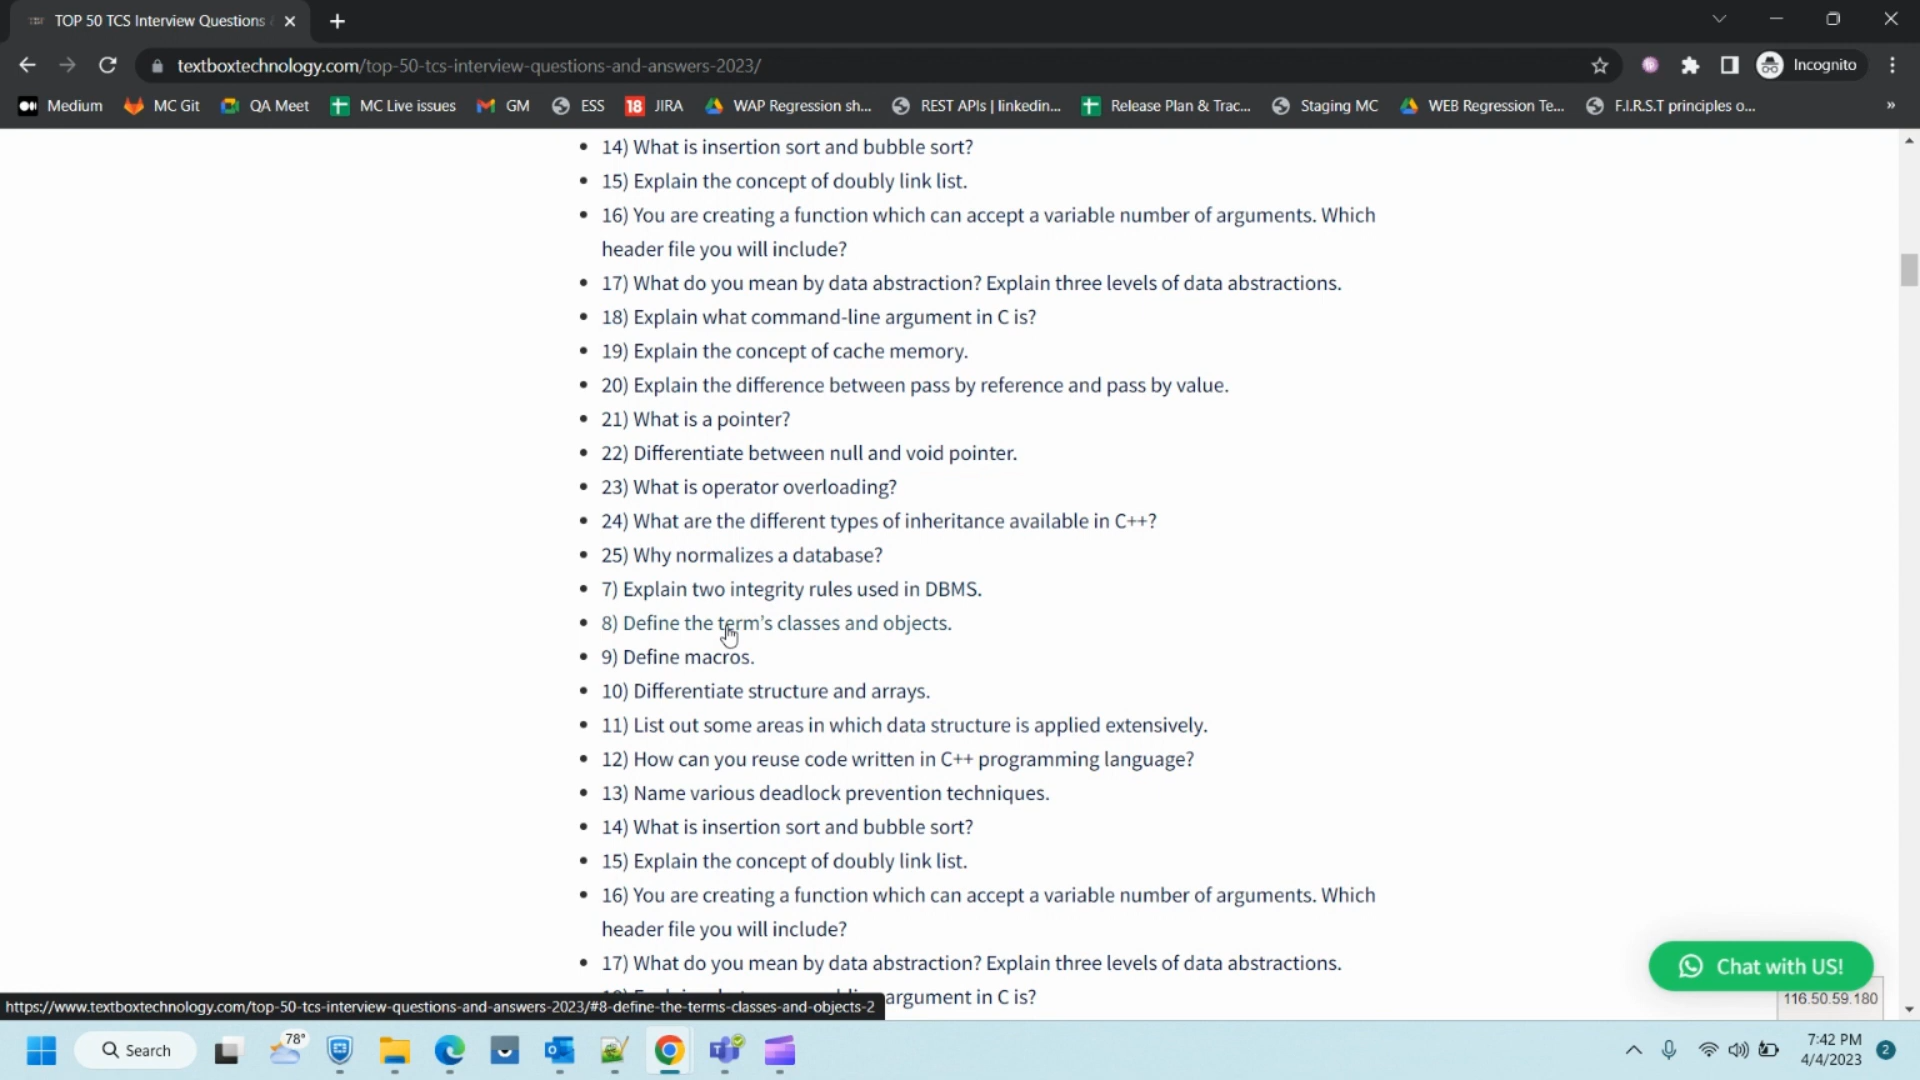 TOP 50 TCS Interview Questions
textboxtechnology.com/top-50-tcs-interview-questions-and-answers-2023/
Incognito
Medium
MC Git
QA Meet
MC Live issues
GM
ESS
18 JIRA
WAP Regression sh...
REST APIs | linkedin...
Release Plan & Trac...
Staging MC
WEB Regression Te...
F.I.R.S.T principles o...
»
• 14) What is insertion sort and bubble sort?
• 15) Explain the concept of doubly link list.
• 16) You are creating a function which can accept a variable number of arguments. Which
header file you will include?
• 17) What do you mean by data abstraction? Explain three levels of data abstractions.
• 18) Explain what command-line argument in C is?
• 19) Explain the concept of cache memory.
• 20) Explain the difference between pass by reference and pass by value.
• 21) What is a pointer?
• 22) Differentiate between null and void pointer.
• 23) What is operator overloading?
• 24) What are the different types of inheritance available in C++?
• 25) Why normalizes a database?
• 7) Explain two integrity rules used in DBMS.
• 8) Define the term’s classes and objects.
• 9) Define macros.
• 10) Differentiate structure and arrays.
• 11) List out some areas in which data structure is applied extensively.
• 12) How can you reuse code written in C++ programming language?
• 13) Name various deadlock prevention techniques.
• 14) What is insertion sort and bubble sort?
• 15) Explain the concept of doubly link list.
• 16) You are creating a function which can accept a variable number of arguments. Which
header file you will include?
• 17) What do you mean by data abstraction? Explain three levels of data abstractions.
argument in C is?
Chat with US!
116.50.59.180
https://www.textboxtechnology.com/top-50-tcs-interview-questions-and-answers-2023/#8-define-the-terms-classes-and-objects-2
Search
78°
7:42 PM
4/4/2023
2